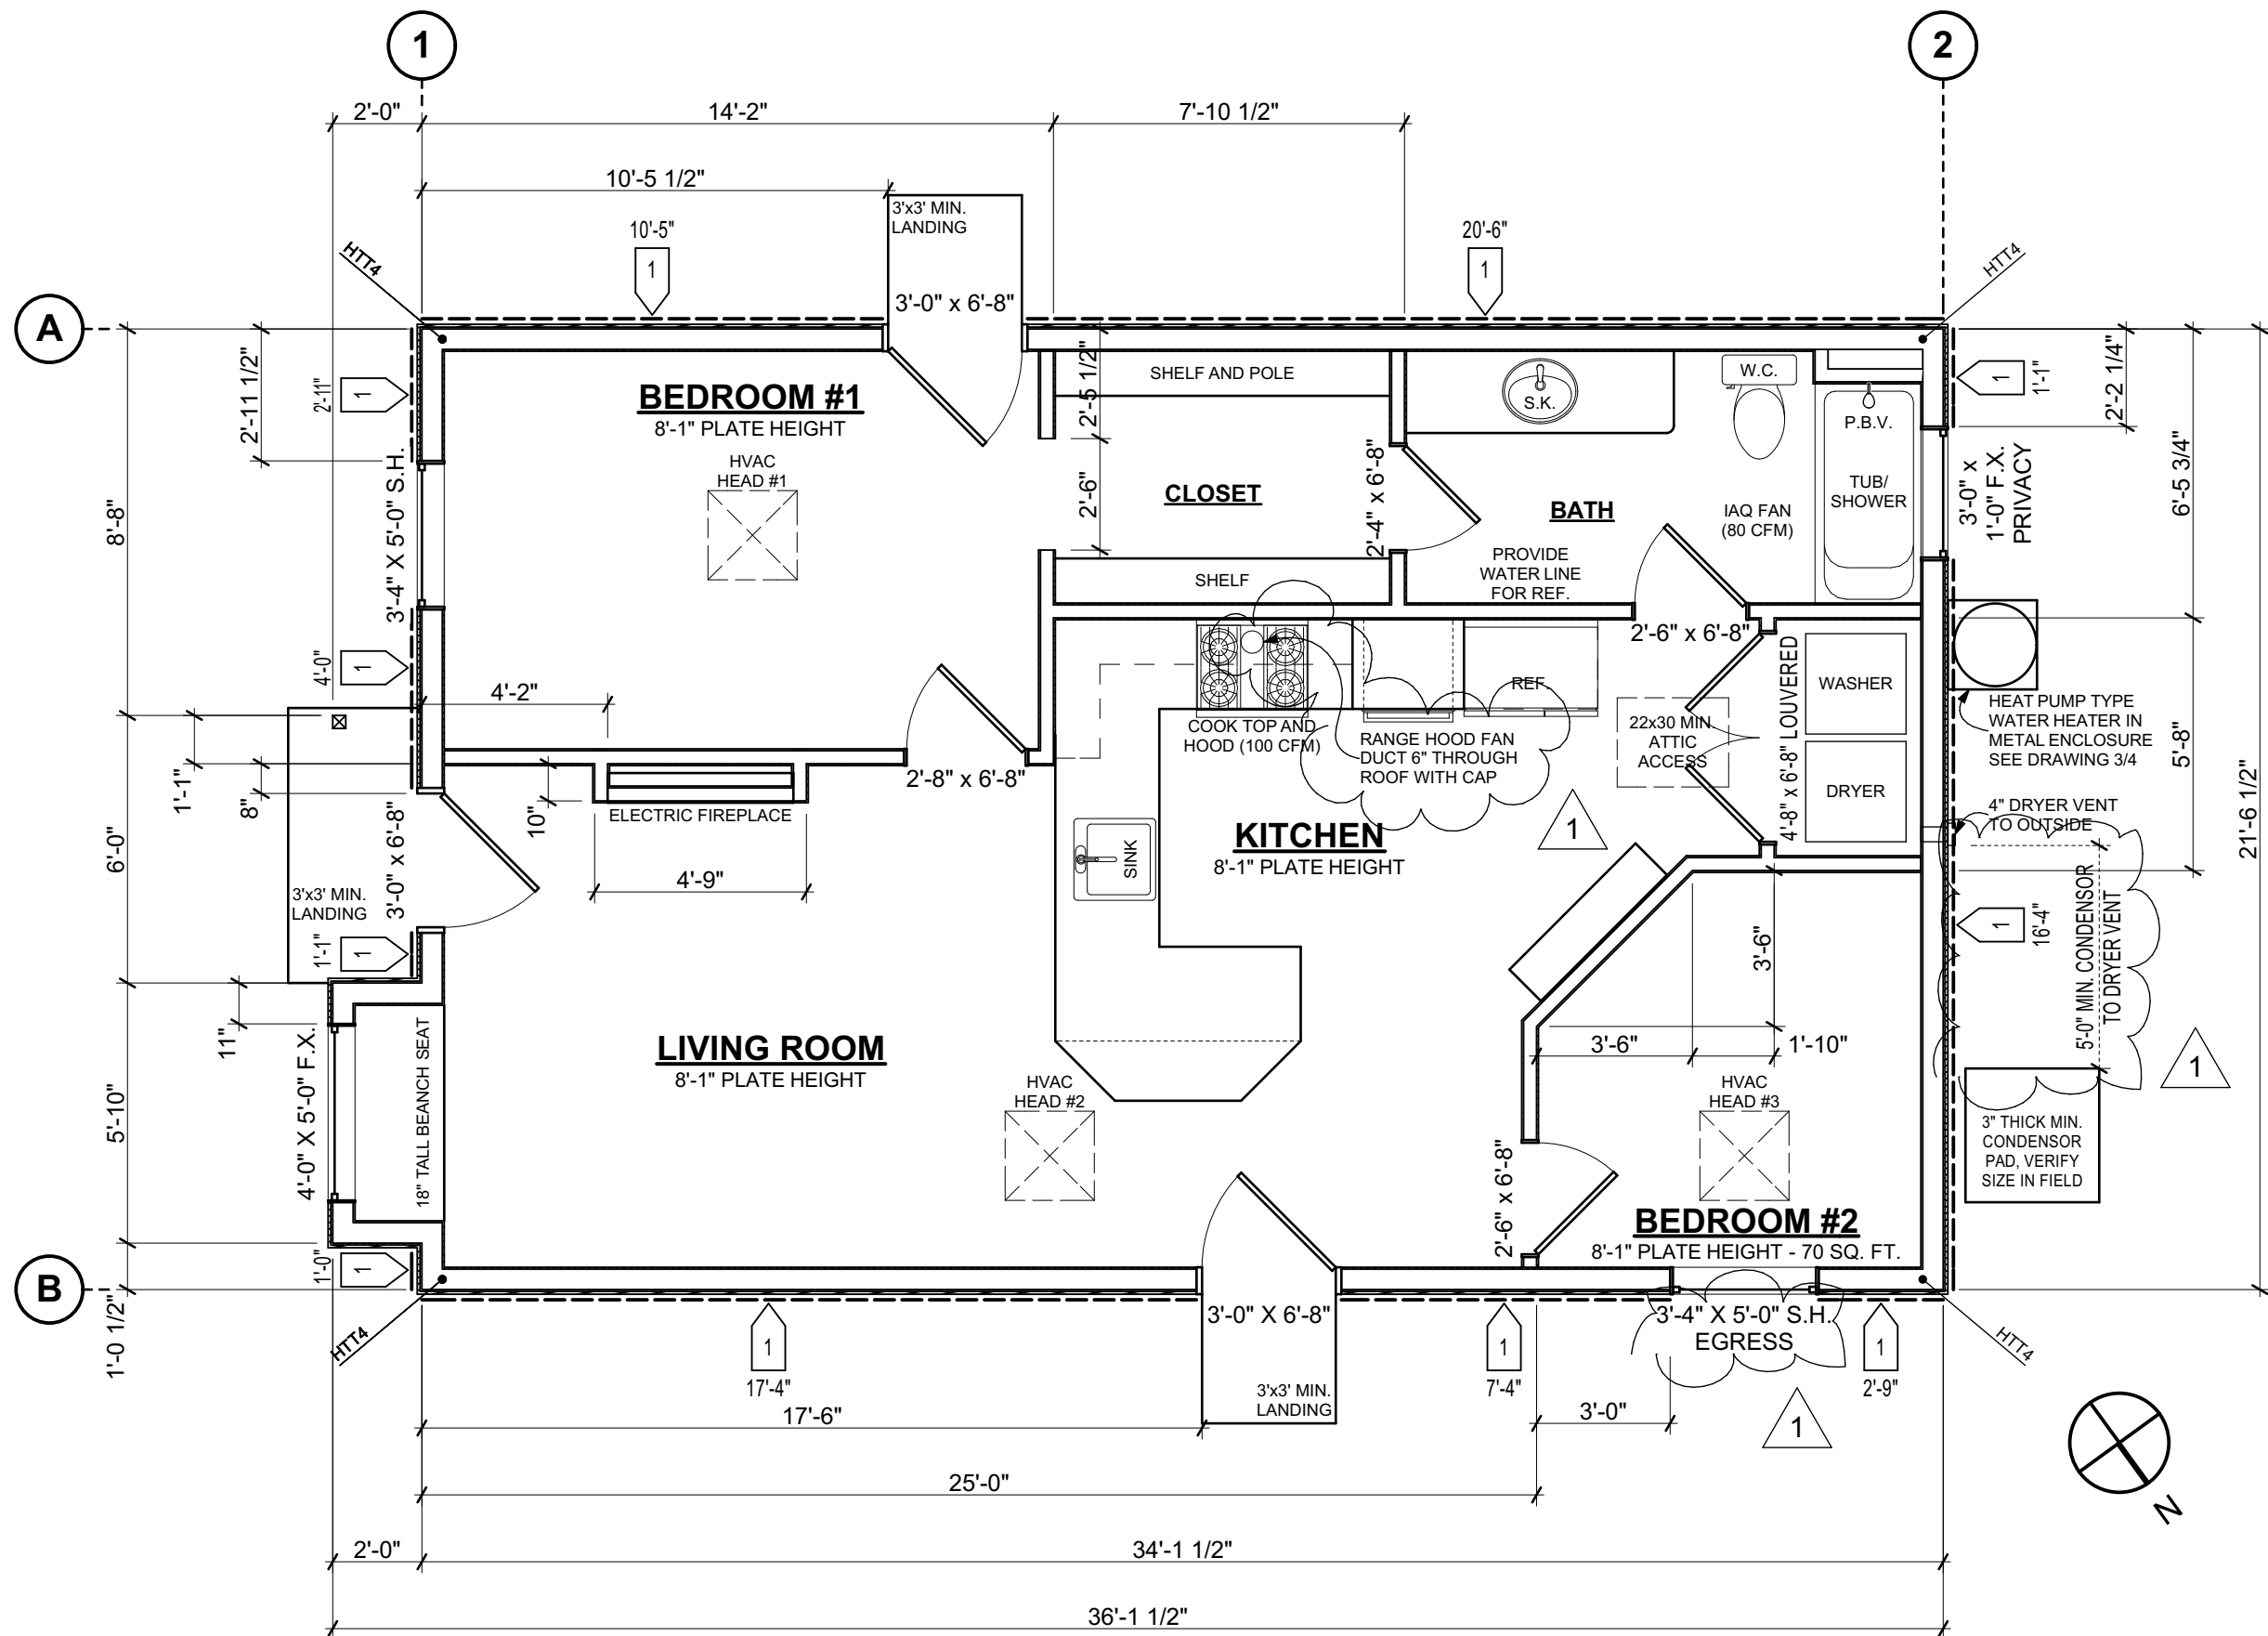 1
2
2'-0"
14'-2"
7'-10 1/2"
10'-5 1/2"
3'x3' MIN.
LANDING
10'-5"
1
20'-6"
1
HTT4
HTT4
3'-0" x 6'-8"
A
BEDROOM #1
8'-1" PLATE HEIGHT
HVAC
HEAD #1
2'-11 1/2"
2'-11"
1
3'-4" X 5'-0" S.H.
8'-8"
4'-0"
1
4'-2"
2'-5 1/2"
2'-6"
SHELF AND POLE
CLOSET
SHELF
2'-4" x 6'-8"
S.K.
W.C.
P.B.V.
TUB/
SHOWER
BATH
IAQ FAN
(80 CFM)
PROVIDE
WATER LINE
FOR REF.
1
1'-1"
2'-2 1/4"
3'-0" x
1'-0" F.X.
PRIVACY
6'-5 3/4"
2'-6" x 6'-8"
4'-8" x 6'-8" LOUVERED
WASHER
DRYER
REF.
22x30 MIN.
ATTIC
ACCESS
COOK TOP AND
HOOD (100 CFM)
RANGE HOOD FAN
DUCT 6" THROUGH
ROOF WITH CAP
1
HEAT PUMP TYPE
WATER HEATER IN
METAL ENCLOSURE
SEE DRAWING 3/4
5'-8"
21'-6 1/2"
4" DRYER VENT
TO OUTSIDE
1'-1"
8"
6'-0"
3'x3' MIN.
LANDING
3'-0" x 6'-8"
1'-1"
1
10"
ELECTRIC FIREPLACE
4'-9"
2'-8" x 6'-8"
KITCHEN
8'-1" PLATE HEIGHT
SINK
3'-6"
3'-6"
1'-10"
1
16'-4"
5'-0" MIN. CONDENSOR
TO DRYER VENT
1
3" THICK MIN.
CONDENSOR
PAD, VERIFY
SIZE IN FIELD
11"
5'-10"
4'-0" X 5'-0" F.X.
18" TALL BEANCH SEAT
LIVING ROOM
8'-1" PLATE HEIGHT
HVAC
HEAD #2
HVAC
HEAD #3
2'-6" x 6'-8"
BEDROOM #2
8'-1" PLATE HEIGHT - 70 SQ. FT.
1'-0"
1
B
1'-0 1/2"
HTT4
HTT4
1
17'-4"
3'-0" X 6'-8"
3'x3' MIN.
LANDING
1
7'-4"
3'-4" X 5'-0" S.H.
EGRESS
1
2'-9"
17'-6"
3'-0"
1
25'-0"
2'-0"
34'-1 1/2"
36'-1 1/2"
N